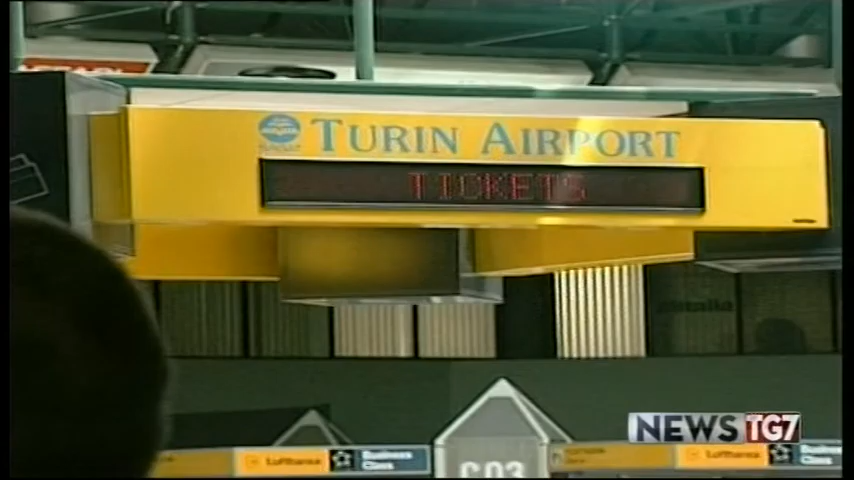 TURIN AIRPORT
TICKETS
NEWS TG7
Lufthansa Business Class
C03
Lufthansa Business Class